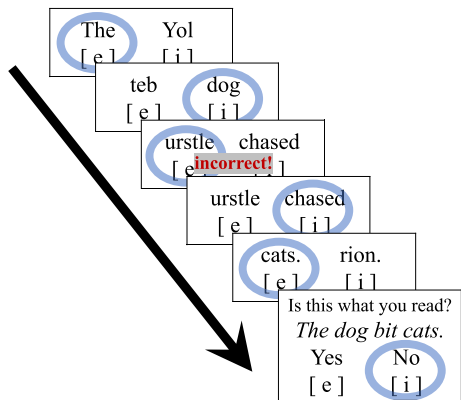 The Yol
[ e ] [ i ]
teb dog
[ e ] [ i ]
urstle chased
incorrect!
[ e ]
urstle chased
[ e ] [ i ]
cats. rion.
[ e ] [ i ]
Is this what you read?
The dog bit cats.
Yes No
[ e ] [ i ]